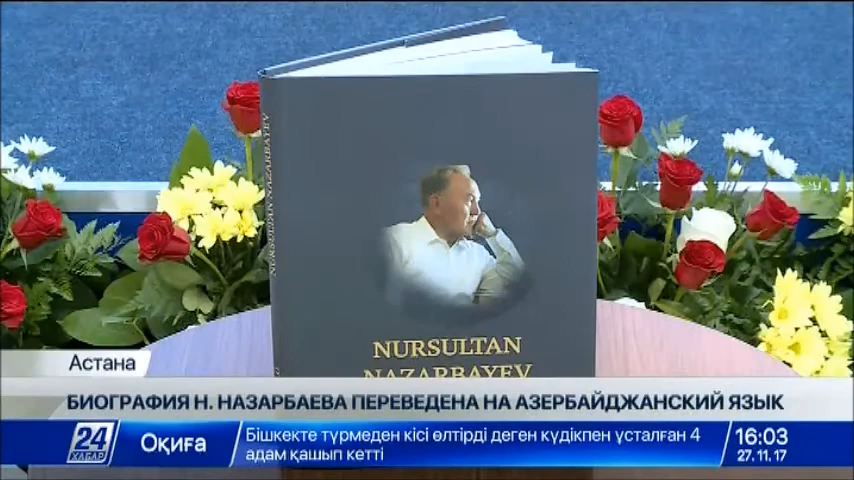 NURSULTAN NAZARBAYEV
NURSULTAN
NAZARBAYEV
Астана
БИОГРАФИЯ Н. НАЗАРБАЕВА ПЕРЕВЕДЕНА НА АЗЕРБАЙДЖАНСКИЙ ЯЗЫК
24
ХАБАР
Оқиға
Бішкекте түрмеден кісі өлтірді деген күдікпен ұсталған 4
адам қашып кетті
16:03
27.11.17